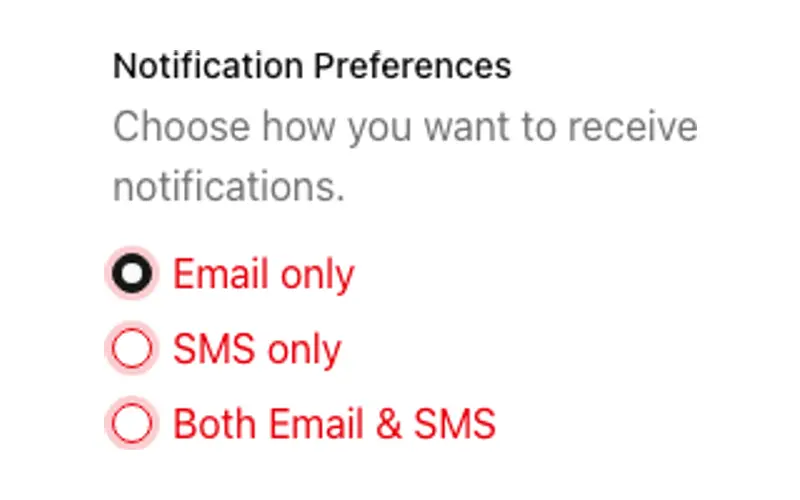 Notification Preferences
Choose how you want to receive
notifications.
Email only
SMS only
Both Email & SMS